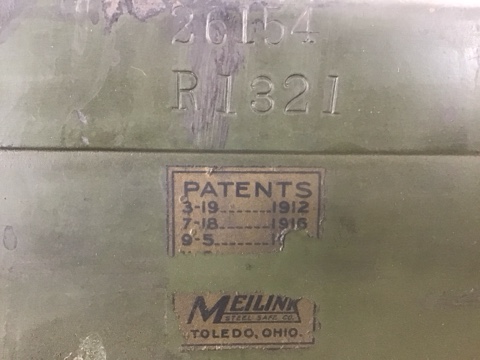 26154
R1321
PATENTS
3-19 1912
7-18 1916
9-5
MEILINK
STEEL SAFE CO.
TOLEDO, OHIO.